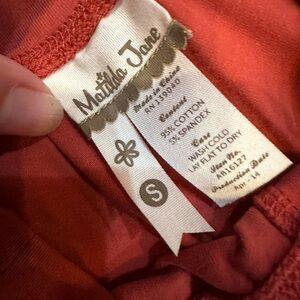 Matilda Jane
Made in China
RN 139040
Content
95% COTTON
5% SPANDEX
Care
WASH COLD
LAY FLAT TO DRY
Item No.
AB16127
Production Date
Apr - 14
S